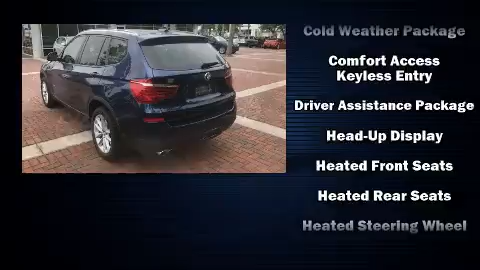 Cold Weather Package
Comfort Access
Keyless Entry
Driver Assistance Package
Head-Up Display
Heated Front Seats
Heated Rear Seats
Heated Steering Wheel